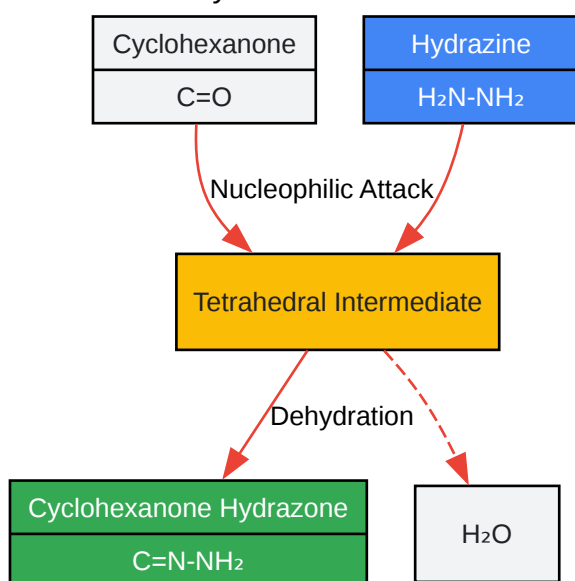 Cyclohexanone
C=O
Hydrazine
H₂N-NH₂
Nucleophilic Attack
Tetrahedral Intermediate
Dehydration
Cyclohexanone Hydrazone
C=N-NH₂
H₂O